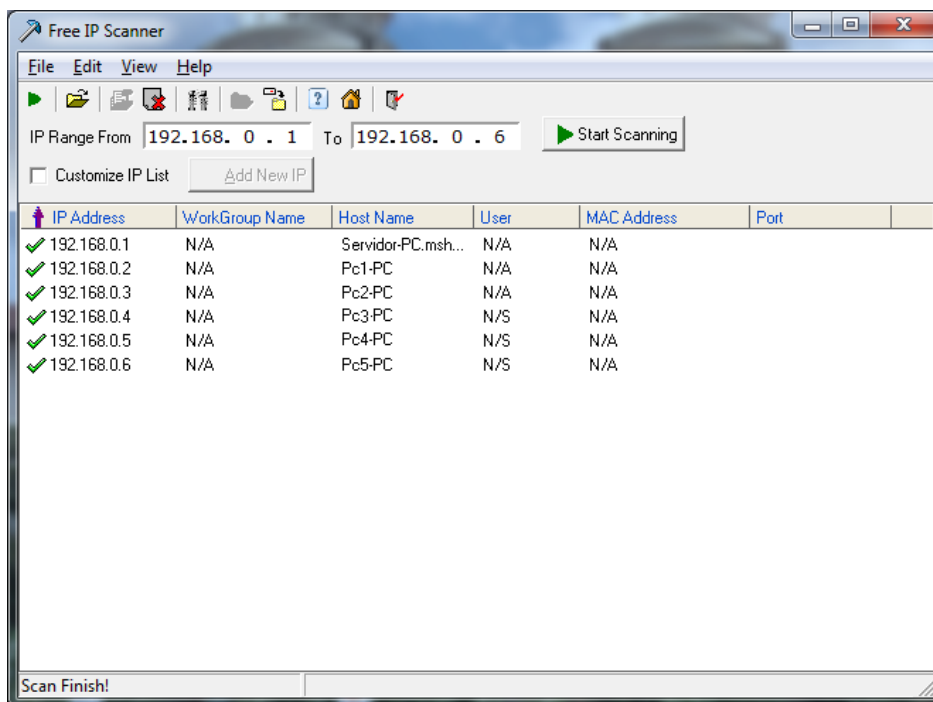 Free IP Scanner
File Edit View Help
IP Range From 192.168. 0 . 1 To 192.168. 0 . 6 Start Scanning
Customize IP List Add New IP
IP Address WorkGroup Name Host Name User MAC Address Port
192.168.0.1 N/A Servidor-PC.msh... N/A N/A
192.168.0.2 N/A Pc1-PC N/A N/A
192.168.0.3 N/A Pc2-PC N/A N/A
192.168.0.4 N/A Pc3-PC N/S N/A
192.168.0.5 N/A Pc4-PC N/S N/A
192.168.0.6 N/A Pc5-PC N/S N/A
Scan Finish!